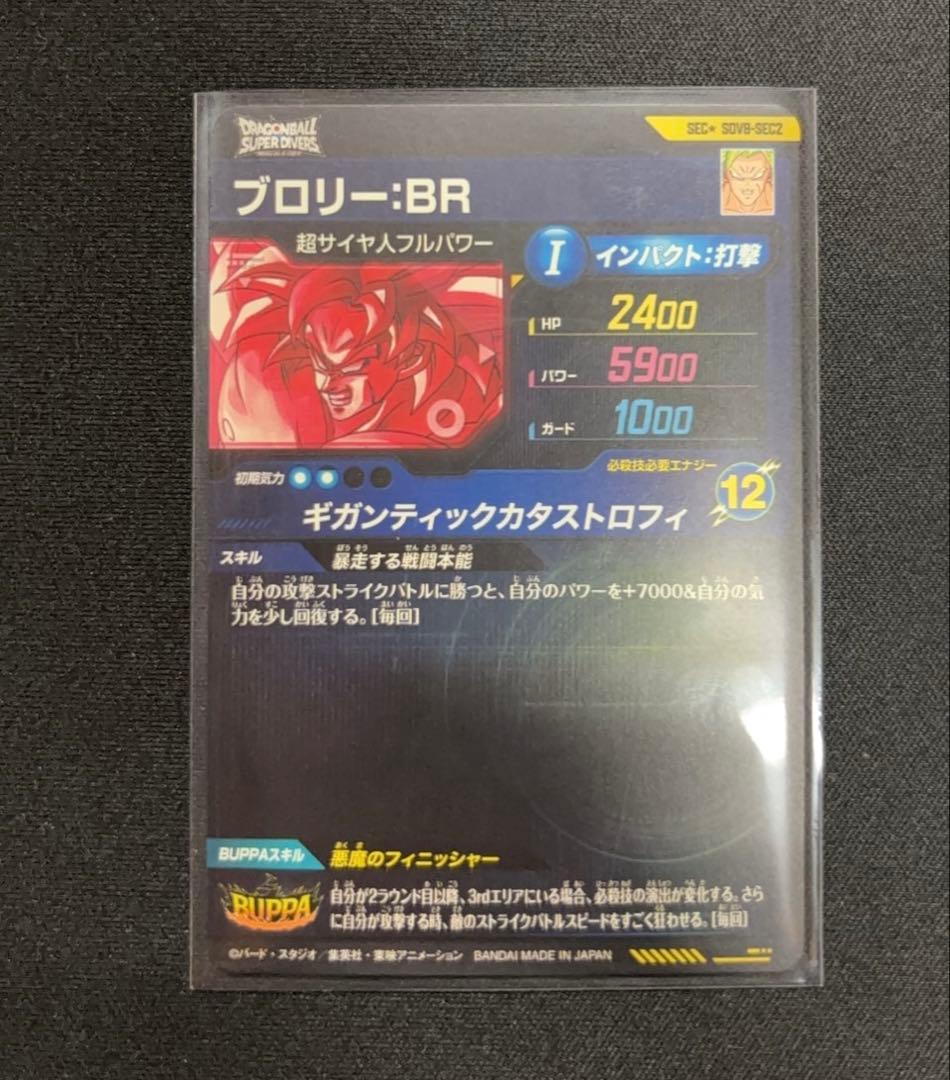 DRAGONBALL
SUPER DIVERS
SEC★ SDV8-SEC2
ブロリー:BR
超サイヤ人フルパワー
I インパクト:打撃
HP 2400
パワー 5900
ガード 1000
初期気力
必殺技必要エナジー
12
ギガンティックカタストロフィ
スキル 暴走する戦闘本能
自分の攻撃ストライクバトルに勝つと、自分のパワーを+7000&自分の気
力を少し回復する。[毎回]
BUPPAスキル 悪魔のフィニッシャー
BUPPA
自分が2ラウンド目以降、3rdエリアにいる場合、必殺技の演出が変化する。さら
に自分が攻撃する時、敵のストライクバトルスピードをすごく狂わせる。[毎回]
©バード・スタジオ／集英社・東映アニメーション BANDAI MADE IN JAPAN